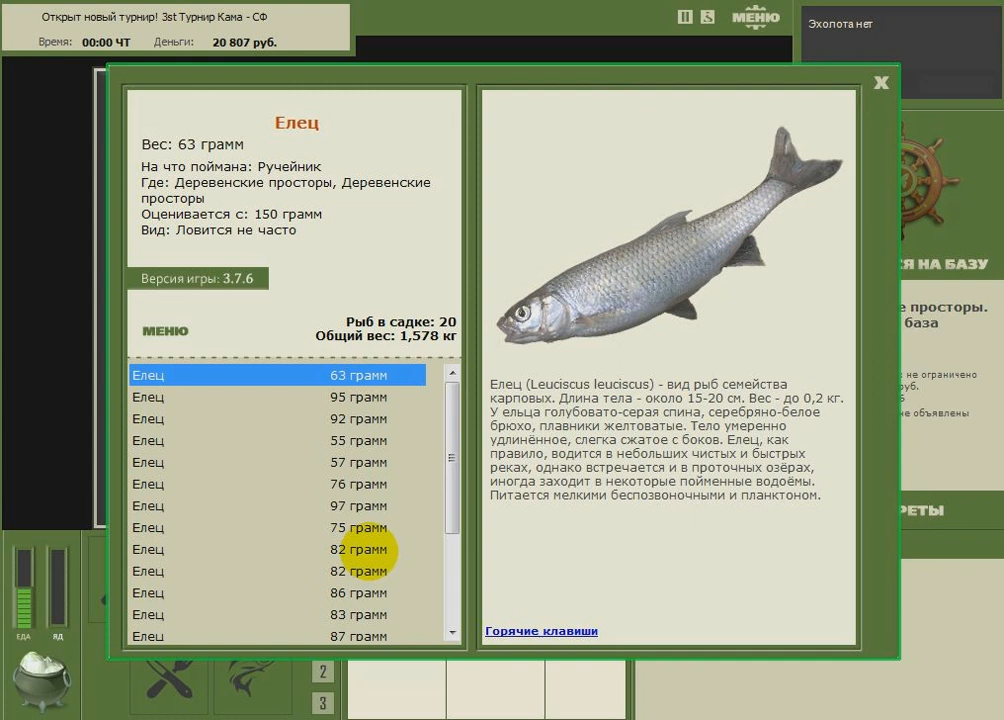 Открыт новый турнир! 3st Турнир Кама - СФ
Время: 00:00 ЧТ Деньги: 20 807 руб.
МЕНЮ
Эхолота нет
X
Елец
Вес: 63 грамм
На что поймана: Ручейник
Где: Деревенские просторы, Деревенские
просторы
Оценивается с: 150 грамм
Вид: Ловится не часто
Версия игры: 3.7.6
МЕНЮ
Рыб в садке: 20
Общий вес: 1,578 кг
Елец 63 грамм
Елец 95 грамм
Елец 92 грамм
Елец 55 грамм
Елец 57 грамм
Елец 76 грамм
Елец 97 грамм
Елец 75 грамм
Елец 82 грамм
Елец 82 грамм
Елец 86 грамм
Елец 83 грамм
Елец 87 грамм
Елец (Leuciscus leuciscus) - вид рыб семейства
карповых. Длина тела - около 15-20 см. Вес - до 0,2 кг.
У ельца голубовато-серая спина, серебряно-белое
брюхо, плавники желтоватые. Тело умеренно
удлинённое, слегка сжатое с боков. Елец, как
правило, водится в небольших чистых и быстрых
реках, однако встречается и в проточных озёрах,
иногда заходит в некоторые пойменные водоёмы.
Питается мелкими беспозвоночными и планктоном.
Горячие клавиши
СЯ НА БАЗУ
е просторы.
база
х не ограничено
руб.
6
не объявлены
РЕТЫ
ЕДА ЯД
2
3